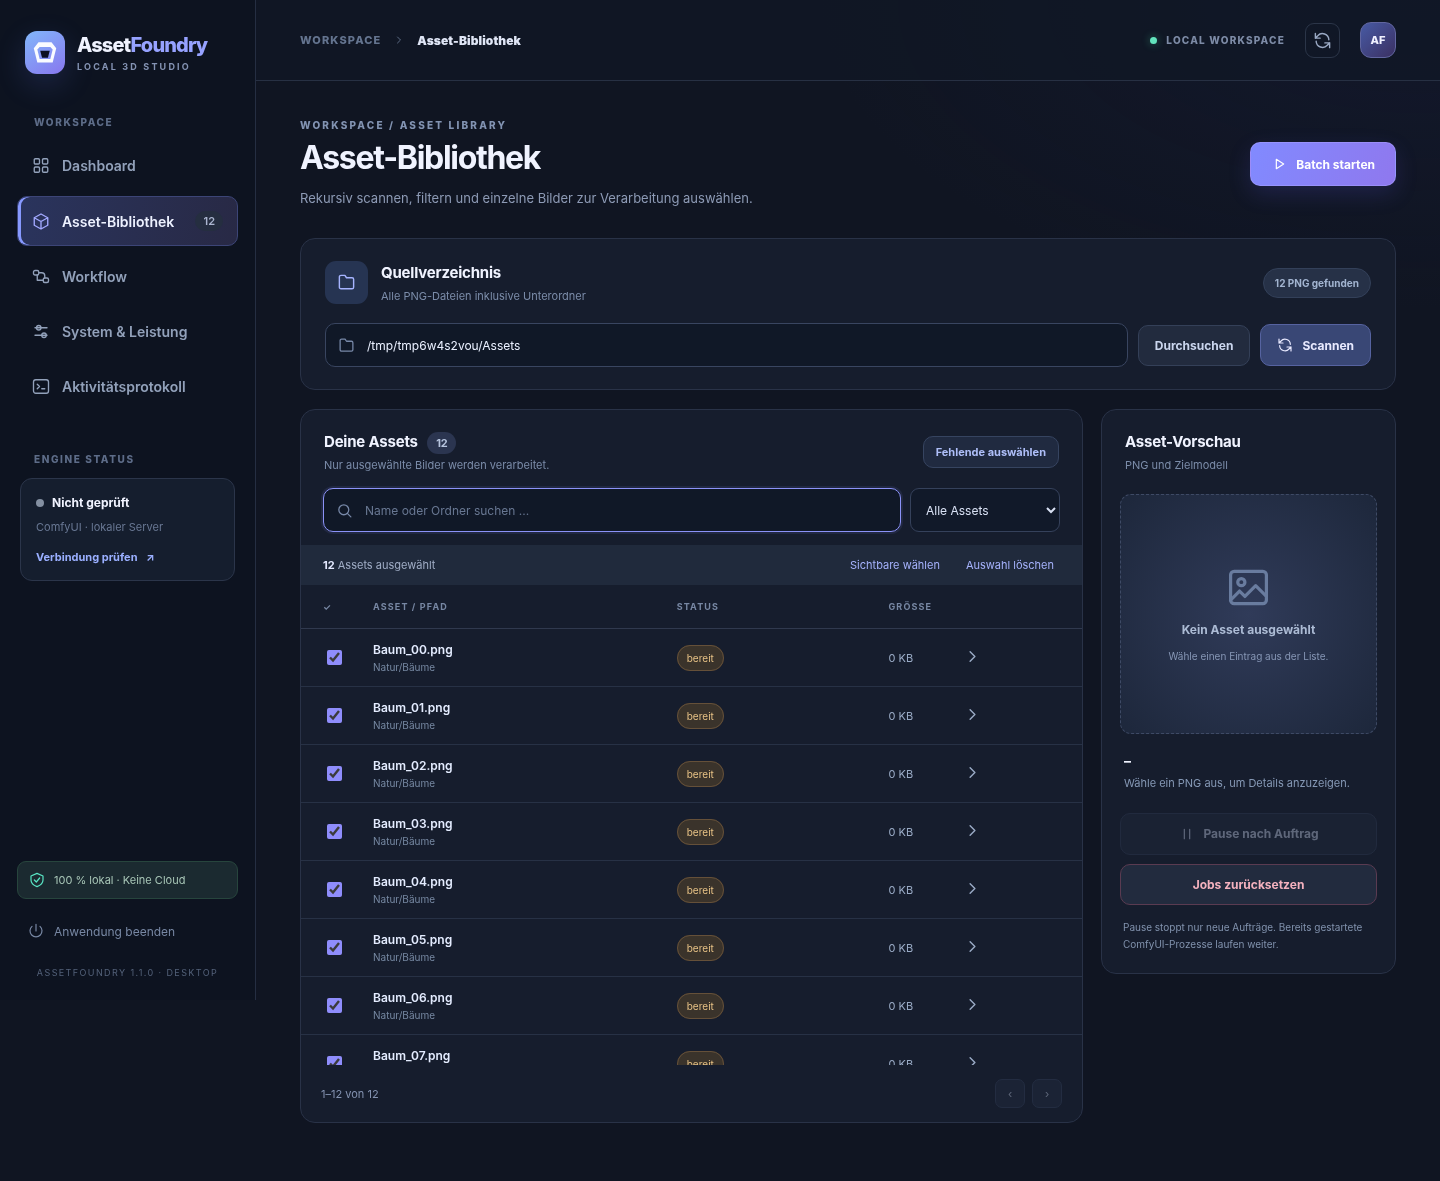 AssetFoundry
LOCAL 3D STUDIO
WORKSPACE
Dashboard
Asset-Bibliothek 12
Workflow
System & Leistung
Aktivitätsprotokoll
ENGINE STATUS
Nicht geprüft
ComfyUI · lokaler Server
Verbindung prüfen
100 % lokal · Keine Cloud
Anwendung beenden
ASSETFOUNDRY 1.1.0 · DESKTOP
WORKSPACE Asset-Bibliothek
LOCAL WORKSPACE
AF
WORKSPACE / ASSET LIBRARY
Asset-Bibliothek
Rekursiv scannen, filtern und einzelne Bilder zur Verarbeitung auswählen.
Batch starten
Quellverzeichnis
Alle PNG-Dateien inklusive Unterordner
12 PNG gefunden
/tmp/tmp6w4s2vou/Assets
Durchsuchen
Scannen
Deine Assets 12
Nur ausgewählte Bilder werden verarbeitet.
Fehlende auswählen
Name oder Ordner suchen ...
Alle Assets
12 Assets ausgewählt
Sichtbare wählen
Auswahl löschen
✓ ASSET / PFAD STATUS GRÖSSE
Baum_00.png
Natur/Bäume
bereit
0 KB
Baum_01.png
Natur/Bäume
bereit
0 KB
Baum_02.png
Natur/Bäume
bereit
0 KB
Baum_03.png
Natur/Bäume
bereit
0 KB
Baum_04.png
Natur/Bäume
bereit
0 KB
Baum_05.png
Natur/Bäume
bereit
0 KB
Baum_06.png
Natur/Bäume
bereit
0 KB
Baum_07.png
bereit
0 KB
1–12 von 12
‹ ›
Asset-Vorschau
PNG und Zielmodell
Kein Asset ausgewählt
Wähle einen Eintrag aus der Liste.
–
Wähle ein PNG aus, um Details anzuzeigen.
Pause nach Auftrag
Jobs zurücksetzen
Pause stoppt nur neue Aufträge. Bereits gestartete
ComfyUI-Prozesse laufen weiter.